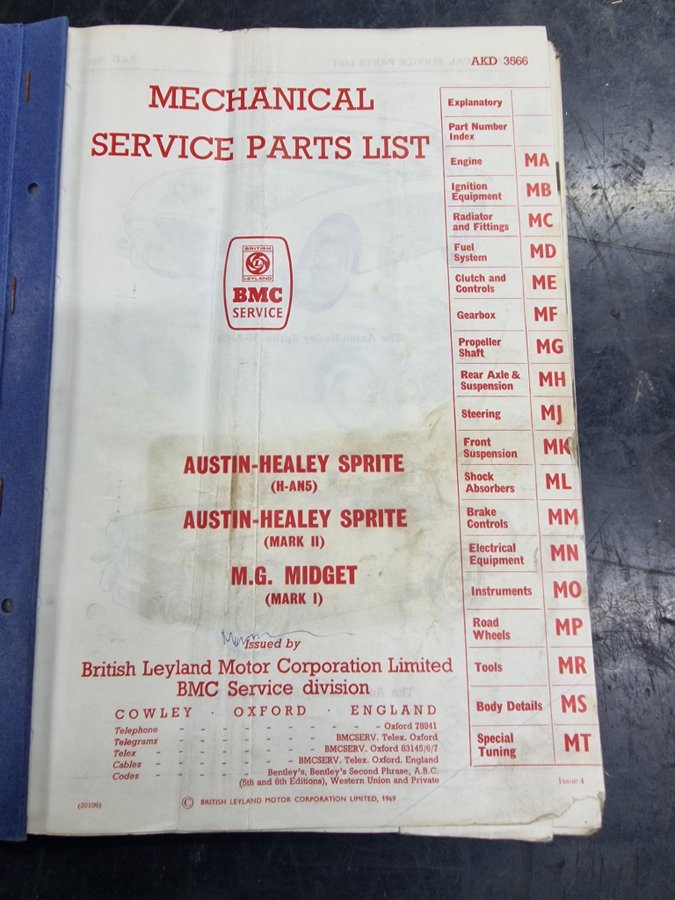 AKD 3566
MECHANICAL
SERVICE PARTS LIST
BRITISH
LEYLAND
BMC
SERVICE
AUSTIN-HEALEY SPRITE
(H-AN5)
AUSTIN-HEALEY SPRITE
(MARK II)
M.G. MIDGET
(MARK I)
Issued by
British Leyland Motor Corporation Limited
BMC Service division
COWLEY · OXFORD · ENGLAND
Telephone - - - - - - - - - - Oxford 78941
Telegrams - - - - - - - BMCSERV. Telex. Oxford
Telex - - - - - - - BMCSERV. Oxford 83145/6/7
Cables - - - - - - BMCSERV. Telex. Oxford. England
Codes - - - - Bentley's, Bentley's Second Phrase, A.B.C.
(5th and 6th Editions), Western Union and Private
(20106)
© BRITISH LEYLAND MOTOR CORPORATION LIMITED, 1969
Explanatory
Part Number
Index
Engine MA
Ignition
Equipment MB
Radiator
and Fittings MC
Fuel
System MD
Clutch and
Controls ME
Gearbox MF
Propeller
Shaft MG
Rear Axle &
Suspension MH
Steering MJ
Front
Suspension MK
Shock
Absorbers ML
Brake
Controls MM
Electrical
Equipment MN
Instruments MO
Road
Wheels MP
Tools MR
Body Details MS
Special
Tuning MT
Issue 4